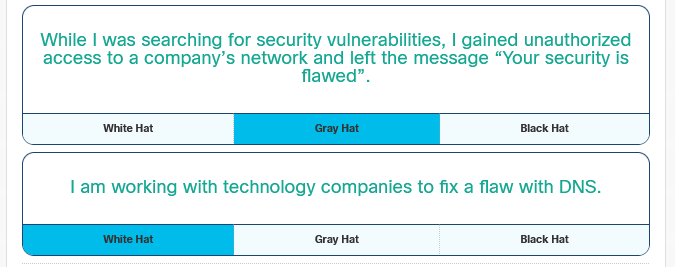 While I was searching for security vulnerabilities, I gained unauthorized
access to a company's network and left the message “Your security is
flawed”.
White Hat
Gray Hat
Black Hat
I am working with technology companies to fix a flaw with DNS.
White Hat
Gray Hat
Black Hat